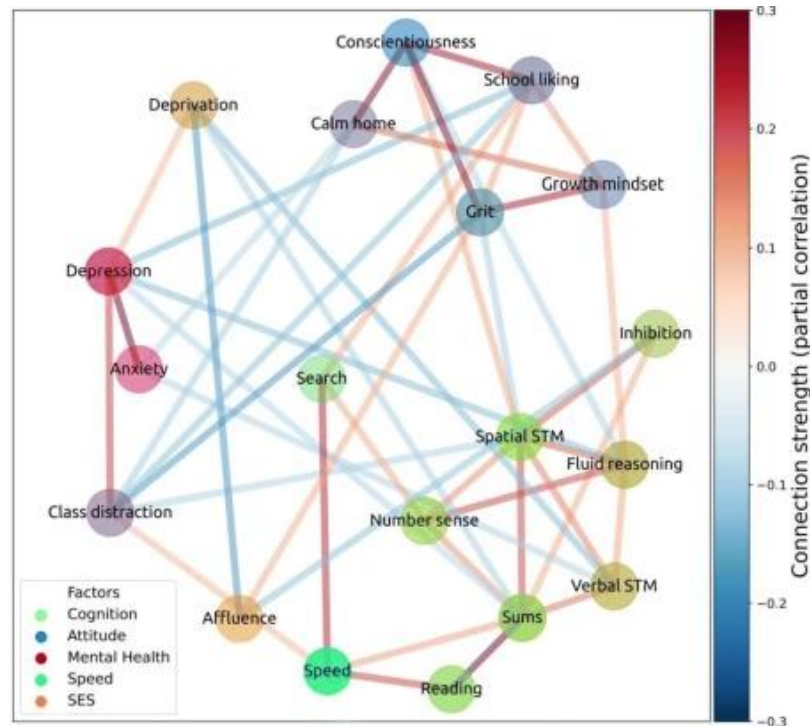 Conscientiousness
School liking
Deprivation
Calm home
Growth mindset
Grit
Depression
Inhibition
Anxiety
Search
Spatial STM
Fluid reasoning
Class distraction
Number sense
Verbal STM
Affluence
Sums
Speed
Reading
Factors
Cognition
Attitude
Mental Health
Speed
SES
0.3
0.2
0.1
0.0
−0.1
−0.2
−0.3
Connection strength (partial correlation)